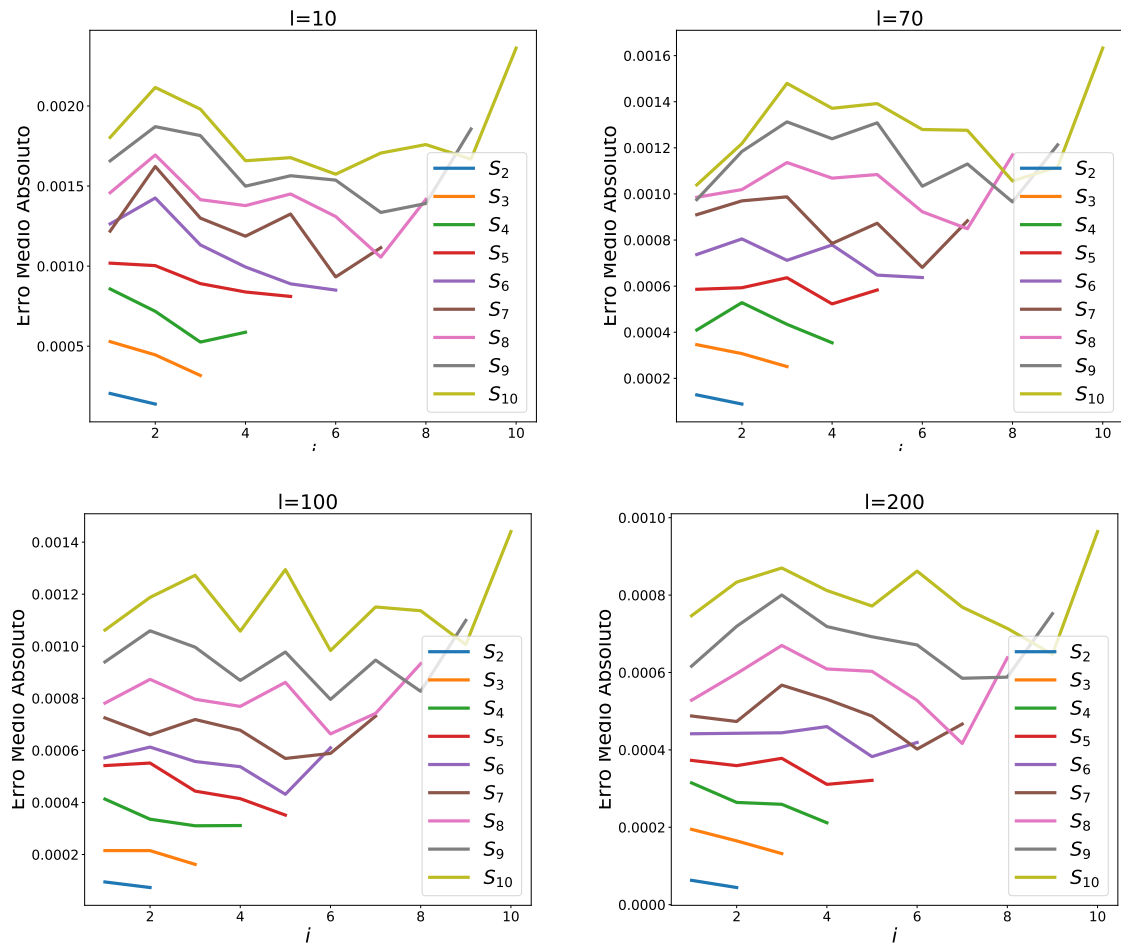 l=10
Erro Medio Absoluto
0.0020
0.0015
0.0010
0.0005
2
4
6
8
10
i
S2
S3
S4
S5
S6
S7
S8
S9
S10
l=70
Erro Medio Absoluto
0.0016
0.0014
0.0012
0.0010
0.0008
0.0006
0.0004
0.0002
2
4
6
8
10
i
S2
S3
S4
S5
S6
S7
S8
S9
S10
l=100
Erro Medio Absoluto
0.0014
0.0012
0.0010
0.0008
0.0006
0.0004
0.0002
2
4
6
8
10
i
S2
S3
S4
S5
S6
S7
S8
S9
S10
l=200
Erro Medio Absoluto
0.0010
0.0008
0.0006
0.0004
0.0002
0.0000
2
4
6
8
10
i
S2
S3
S4
S5
S6
S7
S8
S9
S10